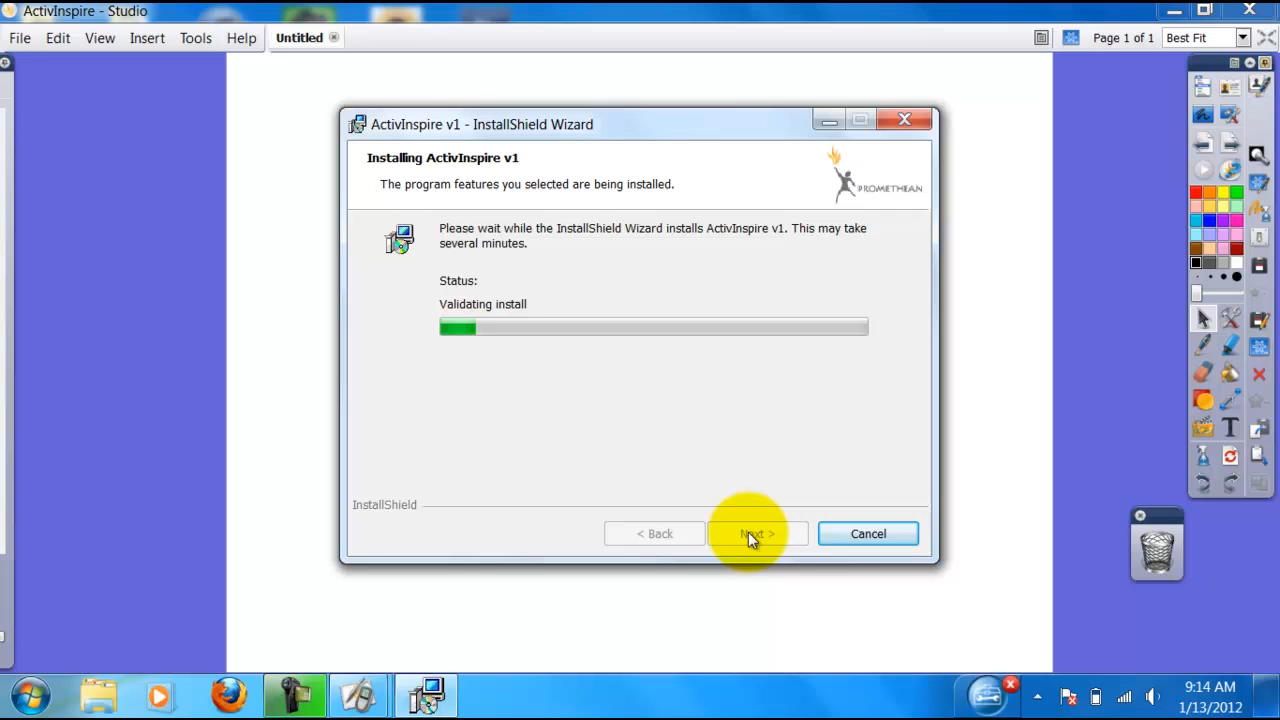 ActivInspire - Studio
File Edit View Insert Tools Help Untitled Page 1 of 1 Best Fit
ActivInspire v1 - InstallShield Wizard
Installing ActivInspire v1
The program features you selected are being installed.
PROMETHEAN
Please wait while the InstallShield Wizard installs ActivInspire v1. This may take
several minutes.
Status:
Validating install
InstallShield
< Back Next > Cancel
9:14 AM
1/13/2012